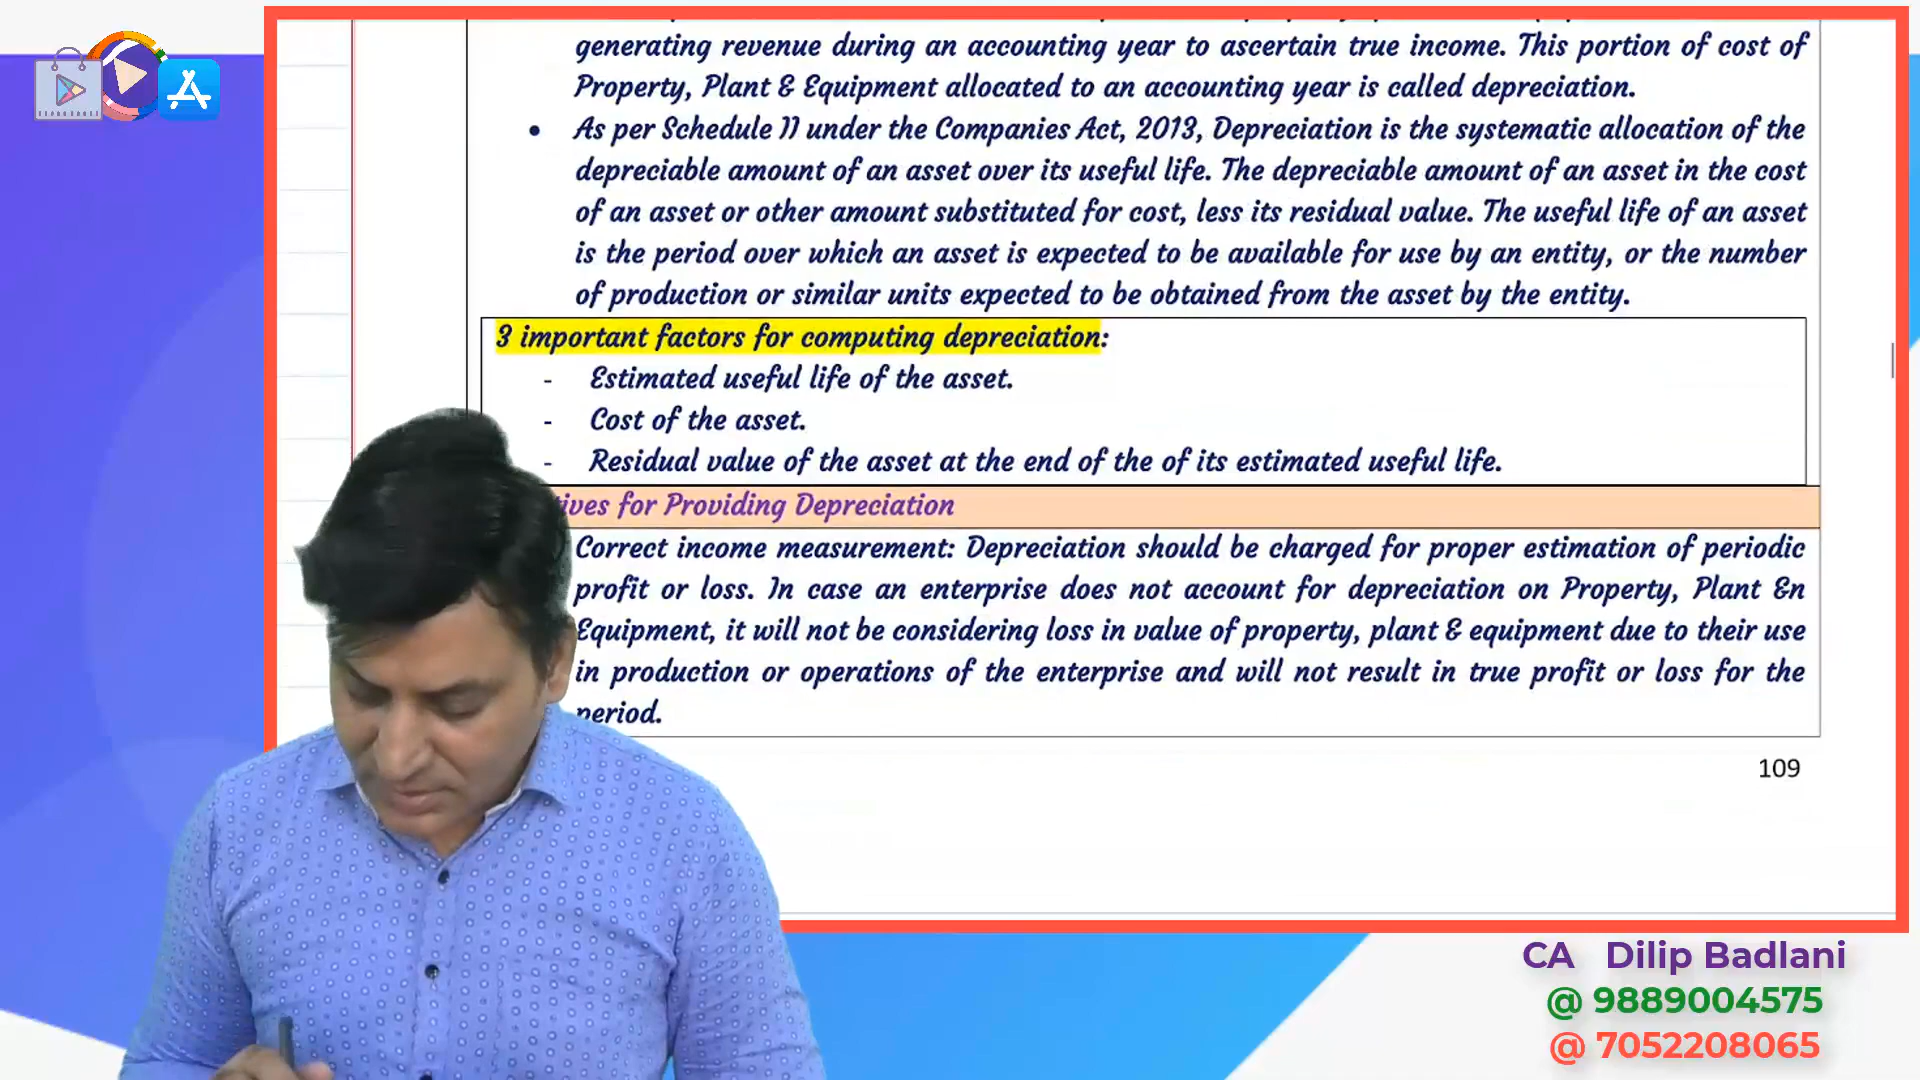 generating revenue during an accounting year to ascertain true income. This portion of cost of
Property, Plant & Equipment allocated to an accounting year is called depreciation.
• As per Schedule II under the Companies Act, 2013, Depreciation is the systematic allocation of the
depreciable amount of an asset over its useful life. The depreciable amount of an asset in the cost
of an asset or other amount substituted for cost, less its residual value. The useful life of an asset
is the period over which an asset is expected to be available for use by an entity, or the number
of production or similar units expected to be obtained from the asset by the entity.
3 important factors for computing depreciation:
- Estimated useful life of the asset.
- Cost of the asset.
- Residual value of the asset at the end of the of its estimated useful life.
for Providing Depreciation
Correct income measurement: Depreciation should be charged for proper estimation of periodic
profit or loss. In case an enterprise does not account for depreciation on Property, Plant &n
Equipment, it will not be considering loss in value of property, plant & equipment due to their use
in production or operations of the enterprise and will not result in true profit or loss for the
period.
109
CA Dilip Badlani
@ 9889004575
@ 7052208065